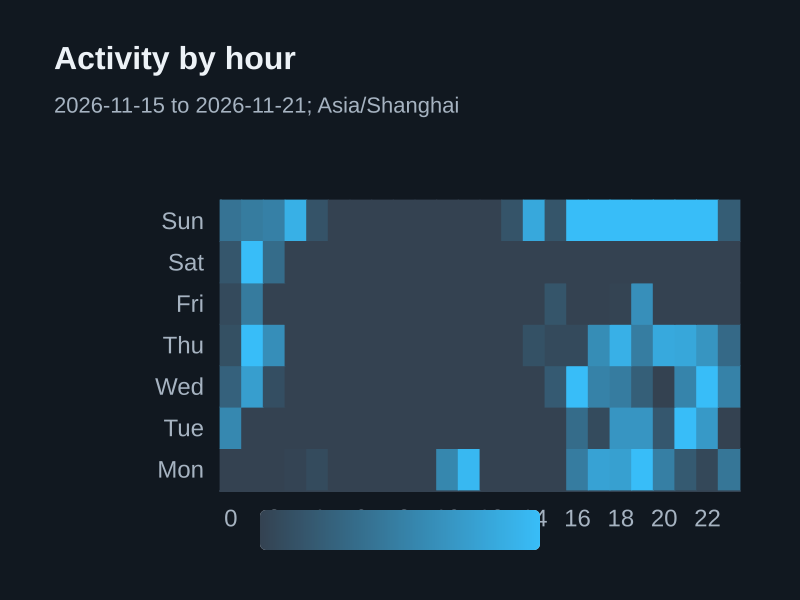 Activity by hour
2026-11-15 to 2026-11-21; Asia/Shanghai
Sun
Sat
Fri
Thu
Wed
Tue
Mon
0 16 18 20 22